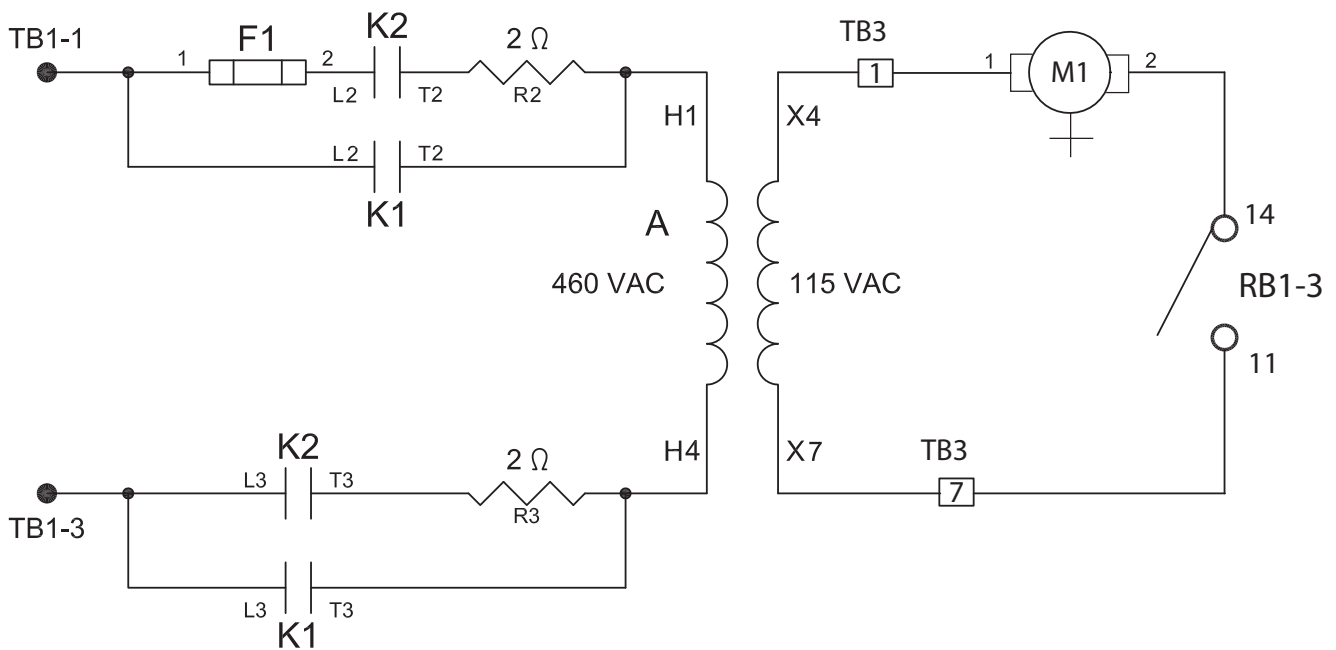 TB1-1
1
F1
2
K2
L2
T2
2 Ω
R2
L2
T2
K1
H1
A
460 VAC
H4
K2
L3
T3
2 Ω
R3
TB1-3
L3
T3
K1
X4
115 VAC
X7
TB3
1
1
M1
2
14
RB1-3
11
TB3
7